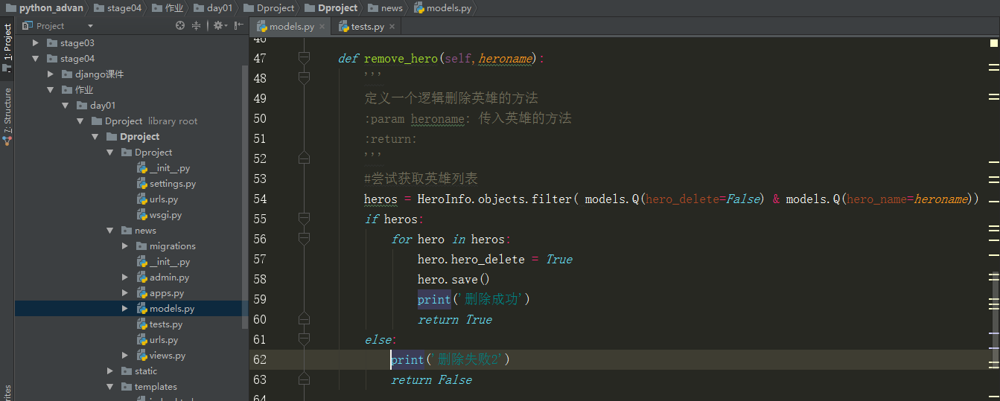 python_advan stage04 作业 day01 Dproject Dproject news models.py
Project
models.py tests.py
1: Project
7: Structure
stage03
stage04
django课件
作业
day01
Dproject library root
Dproject
Dproject
__init__.py
settings.py
urls.py
wsgi.py
news
migrations
__init__.py
admin.py
apps.py
models.py
tests.py
urls.py
views.py
static
templates
47 def remove_hero(self,heroname):
48 '''
49 定义一个逻辑删除英雄的方法
50 :param heroname: 传入英雄的方法
51 :return:
52 '''
53 #尝试获取英雄列表
54 heros = HeroInfo.objects.filter( models.Q(hero_delete=False) & models.Q(hero_name=heroname))
55 if heros:
56 for hero in heros:
57 hero.hero_delete = True
58 hero.save()
59 print('删除成功')
60 return True
61 else:
62 print('删除失败2')
63 return False